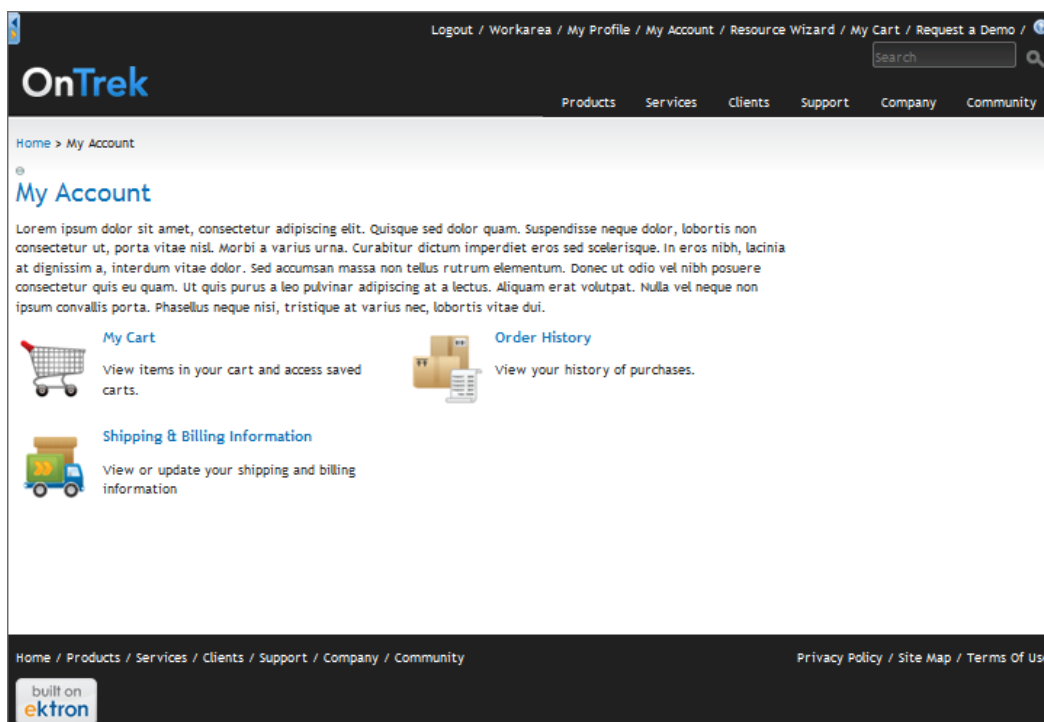 Logout / Workarea / My Profile / My Account / Resource Wizard / My Cart / Request a Demo /
Search
OnTrek
Products Services Clients Support Company Community
Home > My Account
My Account
Lorem ipsum dolor sit amet, consectetur adipiscing elit. Quisque sed dolor quam. Suspendisse neque dolor, lobortis non
consectetur ut, porta vitae nisl. Morbi a varius urna. Curabitur dictum imperdiet eros sed scelerisque. In eros nibh, lacinia
at dignissim a, interdum vitae dolor. Sed accumsan massa non tellus rutrum elementum. Donec ut odio vel nibh posuere
consectetur quis eu quam. Ut quis purus a leo pulvinar adipiscing at a lectus. Aliquam erat volutpat. Nulla vel neque non
ipsum convallis porta. Phasellus neque nisi, tristique at varius nec, lobortis vitae dui.
My Cart
View items in your cart and access saved
carts.
Order History
View your history of purchases.
Shipping & Billing Information
View or update your shipping and billing
information
Home / Products / Services / Clients / Support / Company / Community
Privacy Policy / Site Map / Terms Of Us
built on
ektron